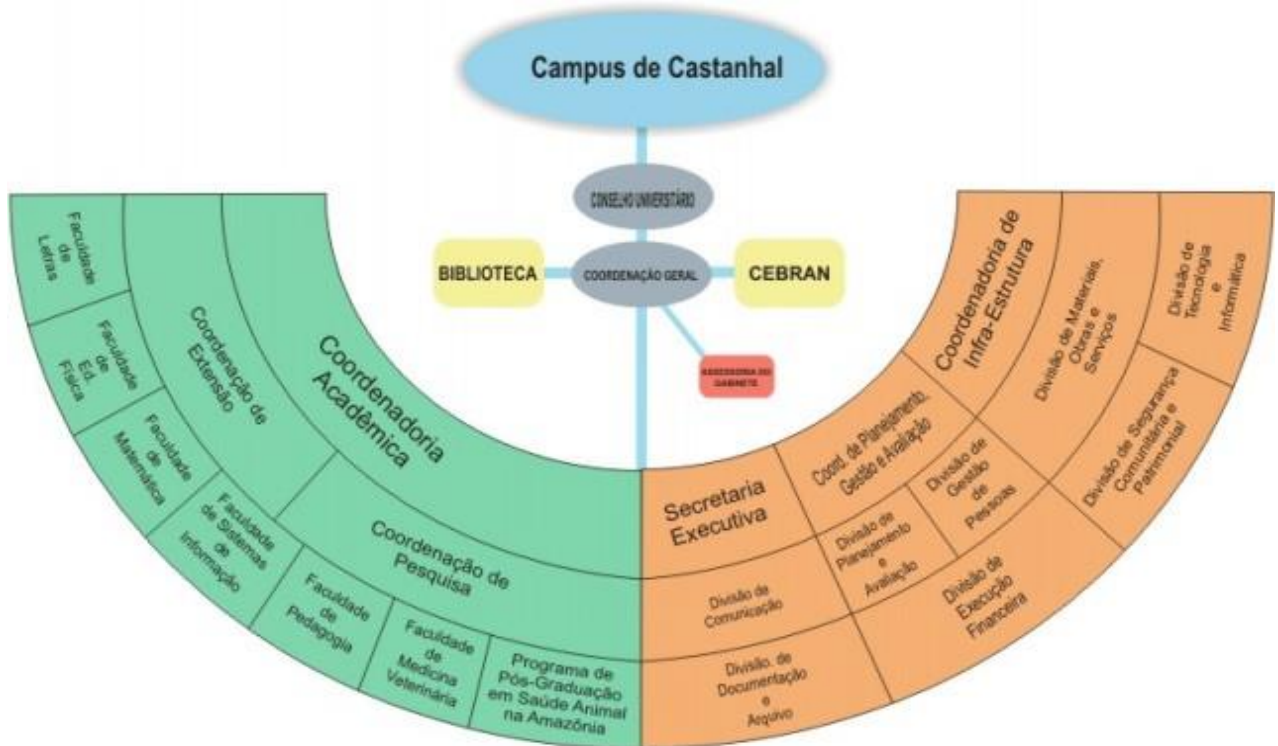 Campus de Castanhal
CONSELHO UNIVERSITÁRIO
BIBLIOTECA
COORDENAÇÃO GERAL
CEBRAN
ASSESSORIA DO
GABINETE
Coordenadoria
Acadêmica
Coordenação de
Extensão
Coordenação de
Pesquisa
Faculdade
de
Letras
Faculdade
de
Ed.
Física
Faculdade
de
Matemática
Faculdade
de Sistemas
de
Informação
Faculdade
de
Pedagogia
Faculdade
de
Medicina
Veterinária
Programa de
Pós-Graduação
em Saúde Animal
na Amazônia
Secretaria
Executiva
Divisão de
Comunicação
Divisão. de
Documentação
e
Arquivo
Coord. de Planejamento,
Gestão e Avaliação
Divisão de
Planejamento
e
Avaliação
Divisão de
Gestão
de
Pessoas
Divisão de
Execução
Financeira
Coordenadoria de
Infra-Estrutura
Divisão de Materiais,
Obras e
Serviços
Divisão de
Tecnologia
e
Informática
Divisão de Segurança
Comunitária e
Patrimonial